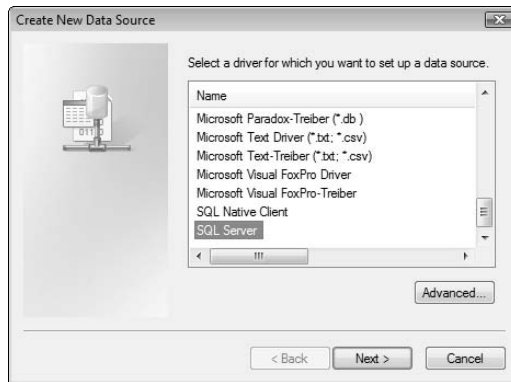 Create New Data Source
Select a driver for which you want to set up a data source.
Name
Microsoft Paradox-Treiber (*.db )
Microsoft Text Driver (*.txt; *.csv)
Microsoft Text-Treiber (*.txt; *.csv)
Microsoft Visual FoxPro Driver
Microsoft Visual FoxPro-Treiber
SQL Native Client
SQL Server
Advanced...
< Back
Next >
Cancel